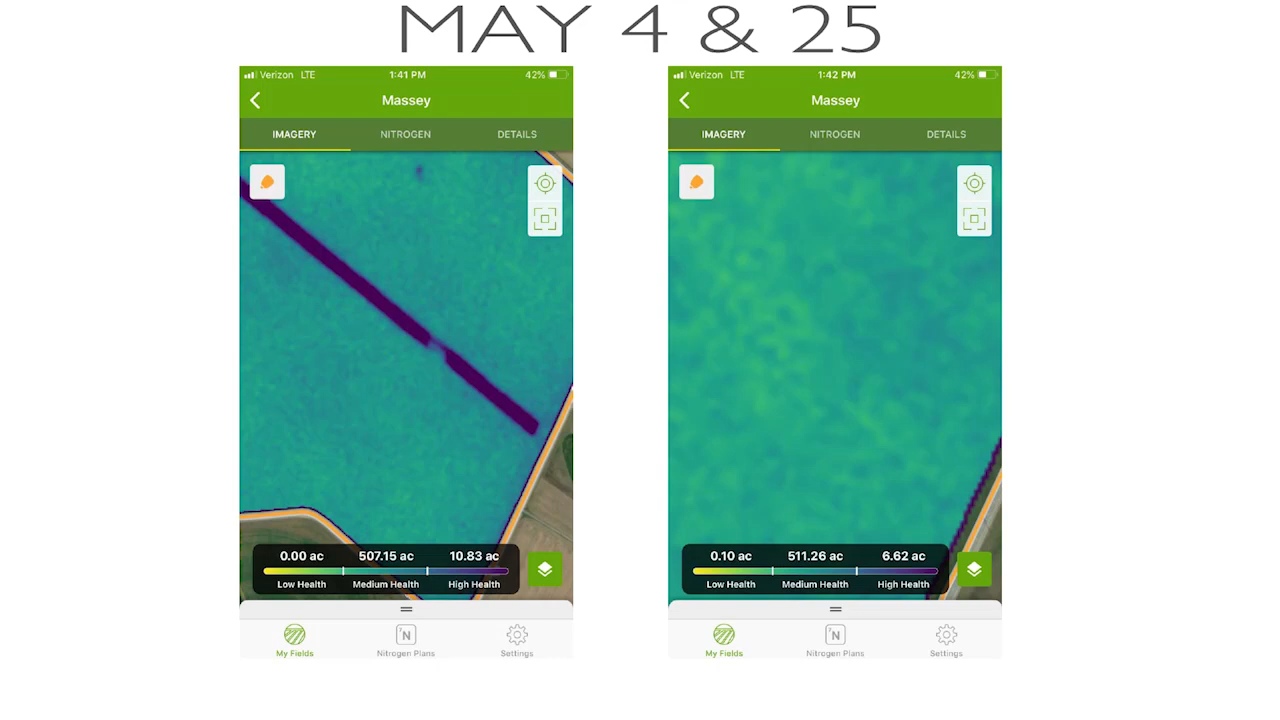 MAY 4 & 25
Verizon LTE 1:41 PM 42%
Massey
IMAGERY NITROGEN DETAILS
0.00 ac 507.15 ac 10.83 ac
Low Health Medium Health High Health
N
My Fields Nitrogen Plans Settings
Verizon LTE 1:42 PM 42%
Massey
IMAGERY NITROGEN DETAILS
0.10 ac 511.26 ac 6.62 ac
Low Health Medium Health High Health
N
My Fields Nitrogen Plans Settings